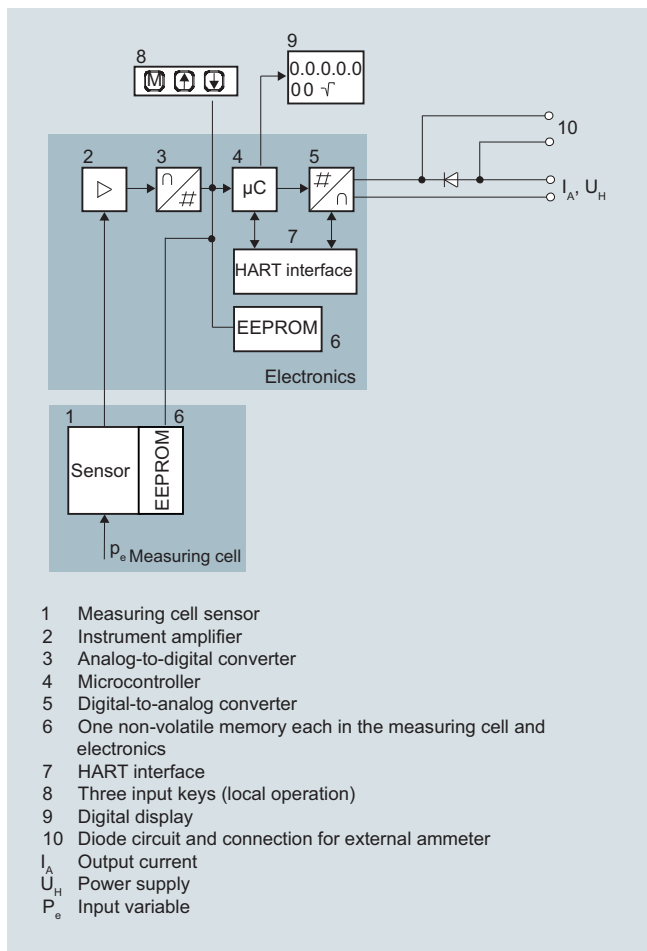 8
M
9
0.0.0.0.0
00 √
10
2
3
4
5
∩
#
µC
#
∩
I_A, U_H
7
HART interface
EEPROM
6
Electronics
1
6
Sensor
EEPROM
p_e Measuring cell
1 Measuring cell sensor
2 Instrument amplifier
3 Analog-to-digital converter
4 Microcontroller
5 Digital-to-analog converter
6 One non-volatile memory each in the measuring cell and
electronics
7 HART interface
8 Three input keys (local operation)
9 Digital display
10 Diode circuit and connection for external ammeter
I_A Output current
U_H Power supply
P_e Input variable